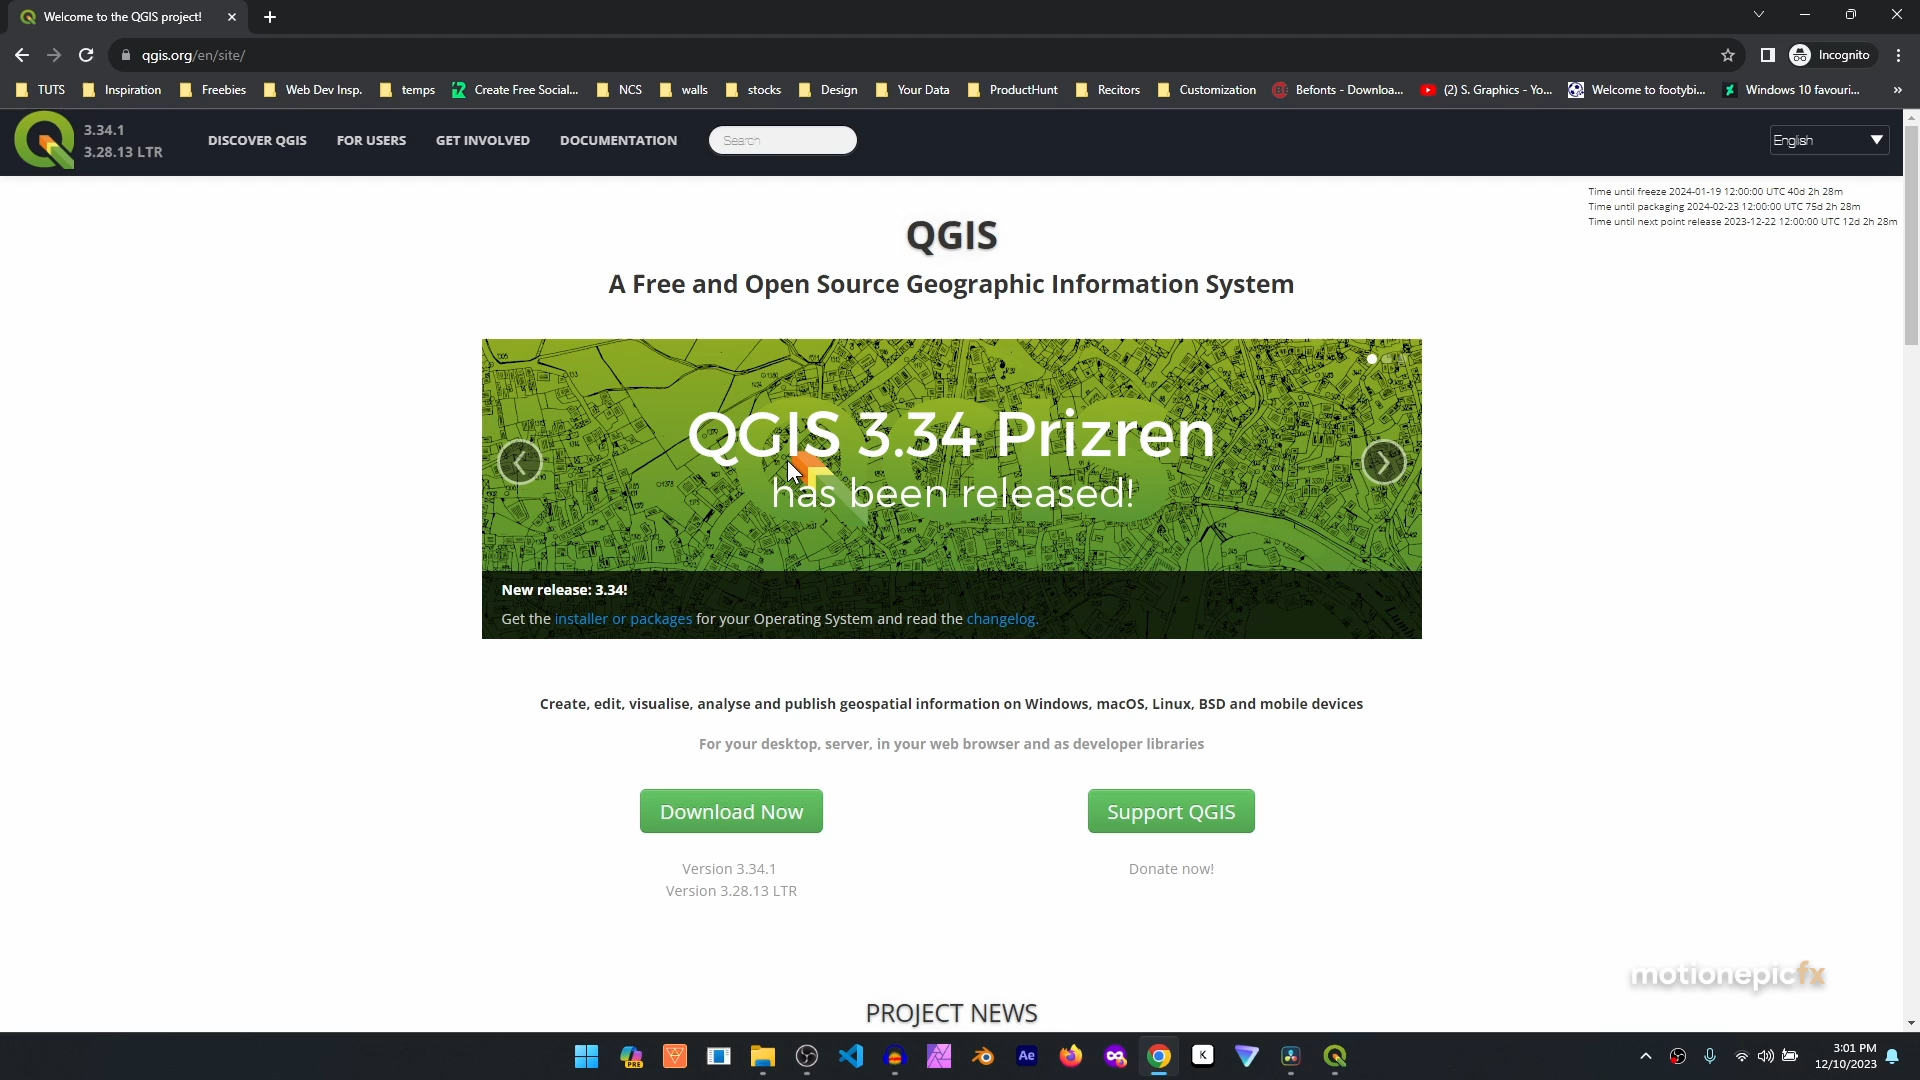 Welcome to the QGIS project!
qgis.org/en/site/
Incognito
TUTS
Inspiration
Freebies
Web Dev Insp.
temps
Create Free Social...
NCS
walls
stocks
Design
Your Data
ProductHunt
Recitors
Customization
Befonts - Downloa...
(2) S. Graphics - Yo...
Welcome to footybi...
Windows 10 favouri...
»
3.34.1
3.28.13 LTR
DISCOVER QGIS
FOR USERS
GET INVOLVED
DOCUMENTATION
Search
English
Time until freeze 2024-01-19 12:00:00 UTC 40d 2h 28m
Time until packaging 2024-02-23 12:00:00 UTC 75d 2h 28m
Time until next point release 2023-12-22 12:00:00 UTC 12d 2h 28m
QGIS
A Free and Open Source Geographic Information System
QGIS 3.34 Prizren
has been released!
New release: 3.34!
Get the installer or packages for your Operating System and read the changelog.
Create, edit, visualise, analyse and publish geospatial information on Windows, macOS, Linux, BSD and mobile devices
For your desktop, server, in your web browser and as developer libraries
Download Now
Support QGIS
Version 3.34.1
Version 3.28.13 LTR
Donate now!
motionepicfx
PROJECT NEWS
PRE
Ae
K
3:01 PM
12/10/2023